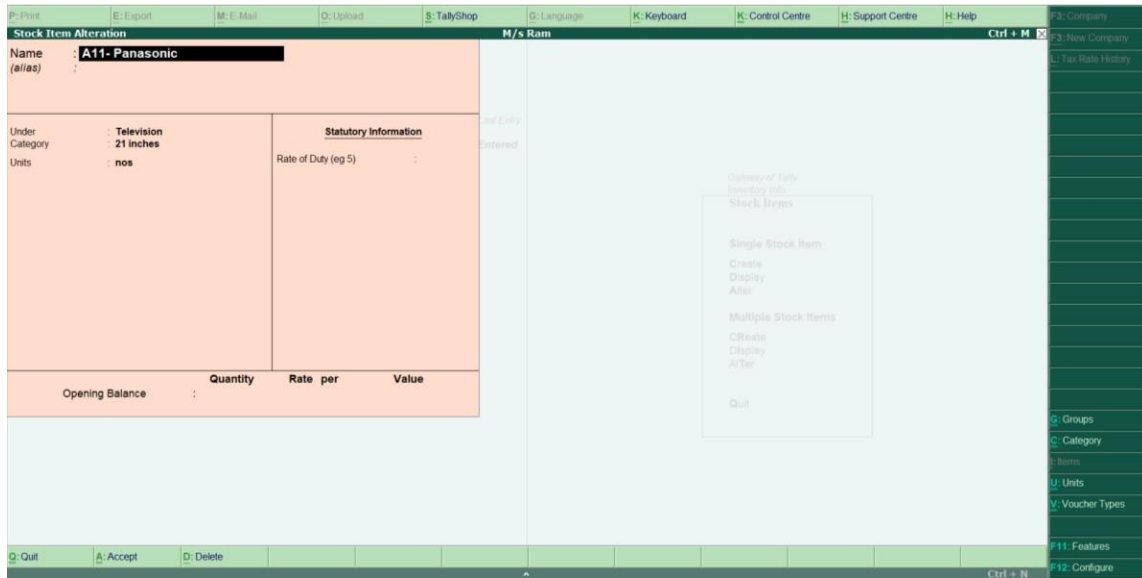 P: Print E: Export M: E-Mail O: Upload S: TallyShop G: Language K: Keyboard K: Control Centre H: Support Centre H: Help F3: Company
Stock Item Alteration M/s Ram Ctrl + M
F3: New Company
Name : A11- Panasonic
L: Tax Rate History
(alias) :
Under : Television
Statutory Information
Category : 21 inches
Entered
Rate of Duty (eg 5) :
Units : nos
Gateway of Tally
Inventory Info.
Stock Items
Single Stock Item
Create
Display
Alter
Multiple Stock Items
CReate
DIsplay
AlTer
Quantity Rate per Value
Opening Balance :
Quit
G: Groups
C: Category
I: Items
U: Units
V: Voucher Types
F11: Features
Q: Quit A: Accept D: Delete
F12: Configure
Ctrl + N